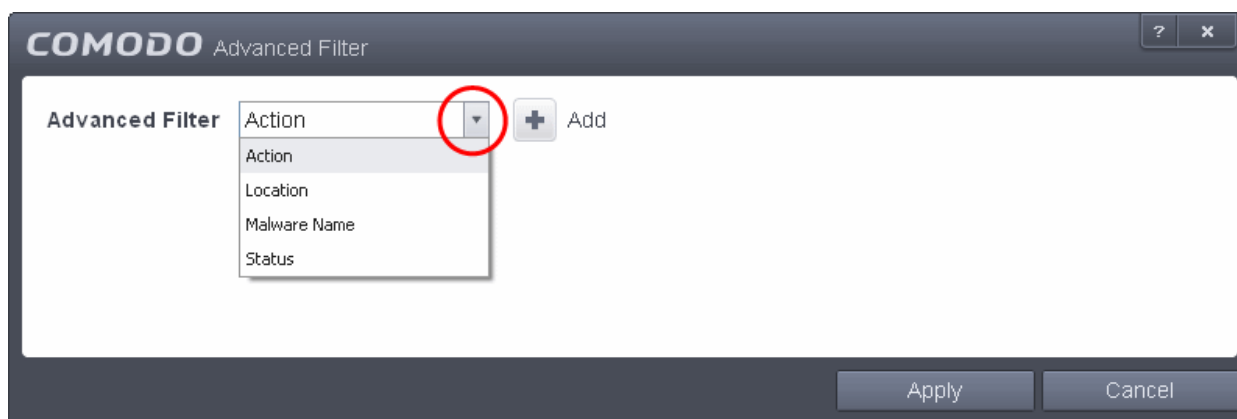 COMODO Advanced Filter ? x
Advanced Filter Action + Add
Action
Location
Malware Name
Status
Apply Cancel